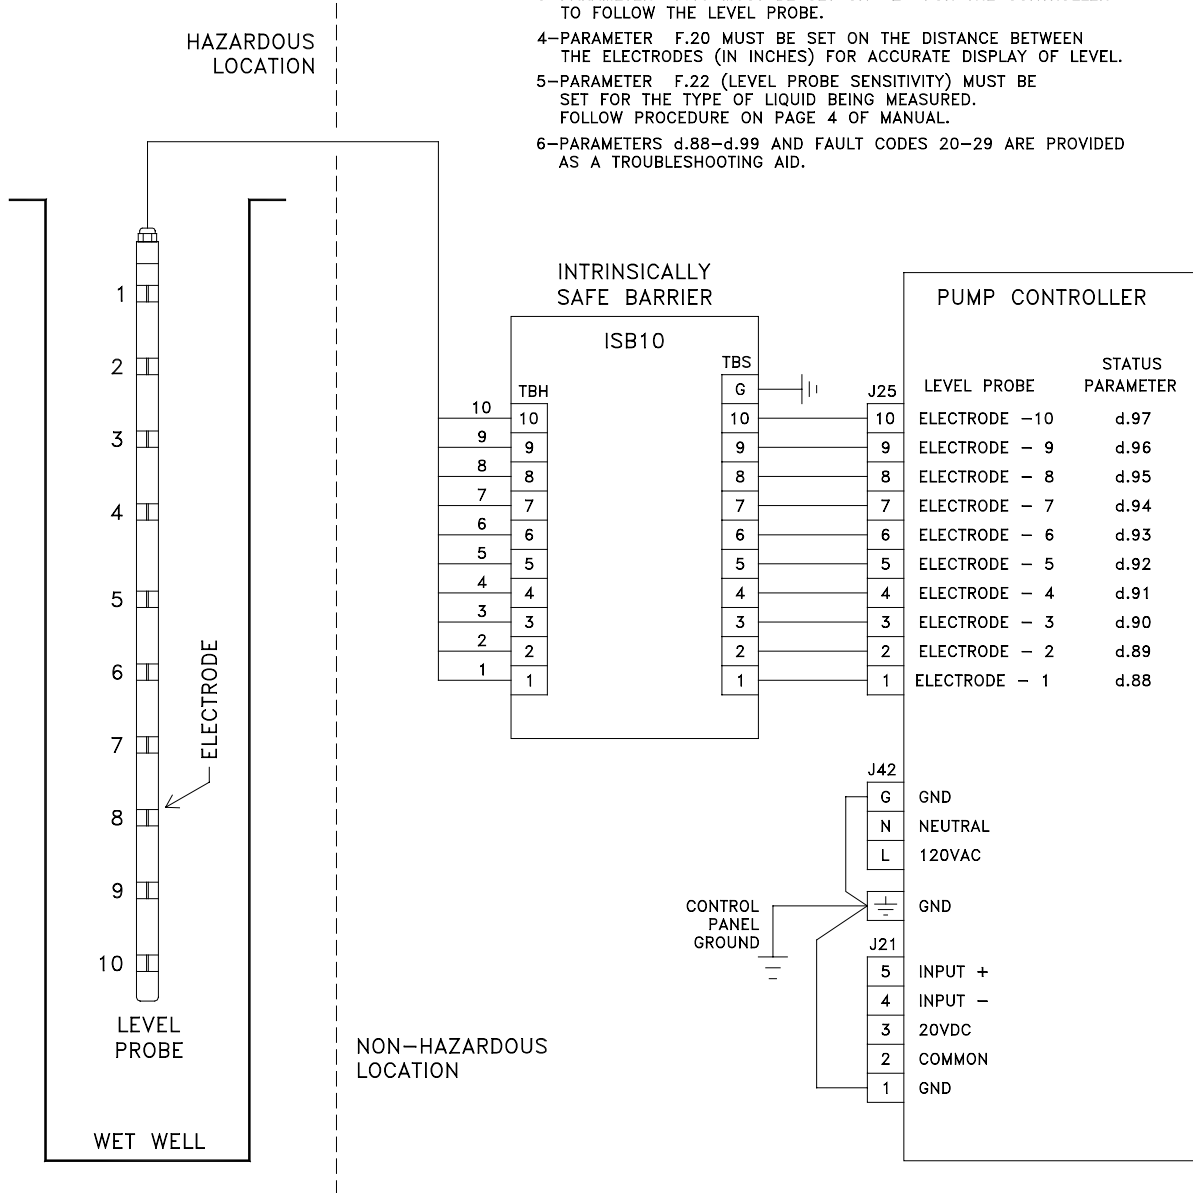 TO FOLLOW THE LEVEL PROBE.
4-PARAMETER F.20 MUST BE SET ON THE DISTANCE BETWEEN
THE ELECTRODES (IN INCHES) FOR ACCURATE DISPLAY OF LEVEL.
5-PARAMETER F.22 (LEVEL PROBE SENSITIVITY) MUST BE
SET FOR THE TYPE OF LIQUID BEING MEASURED.
FOLLOW PROCEDURE ON PAGE 4 OF MANUAL.
6-PARAMETERS d.88-d.99 AND FAULT CODES 20-29 ARE PROVIDED
AS A TROUBLESHOOTING AID.
HAZARDOUS
LOCATION
1
2
3
4
5
6
7
8
9
10
ELECTRODE
LEVEL
PROBE
WET WELL
NON-HAZARDOUS
LOCATION
INTRINSICALLY
SAFE BARRIER
ISB10
TBH
10 10
9 9
8 8
7 7
6 6
5 5
4 4
3 3
2 2
1 1
TBS
G
10
9
8
7
6
5
4
3
2
1
PUMP CONTROLLER
STATUS
J25 LEVEL PROBE PARAMETER
10 ELECTRODE -10 d.97
9 ELECTRODE - 9 d.96
8 ELECTRODE - 8 d.95
7 ELECTRODE - 7 d.94
6 ELECTRODE - 6 d.93
5 ELECTRODE - 5 d.92
4 ELECTRODE - 4 d.91
3 ELECTRODE - 3 d.90
2 ELECTRODE - 2 d.89
1 ELECTRODE - 1 d.88
J42
G GND
N NEUTRAL
L 120VAC
GND
CONTROL
PANEL
GROUND
J21
5 INPUT +
4 INPUT -
3 20VDC
2 COMMON
1 GND